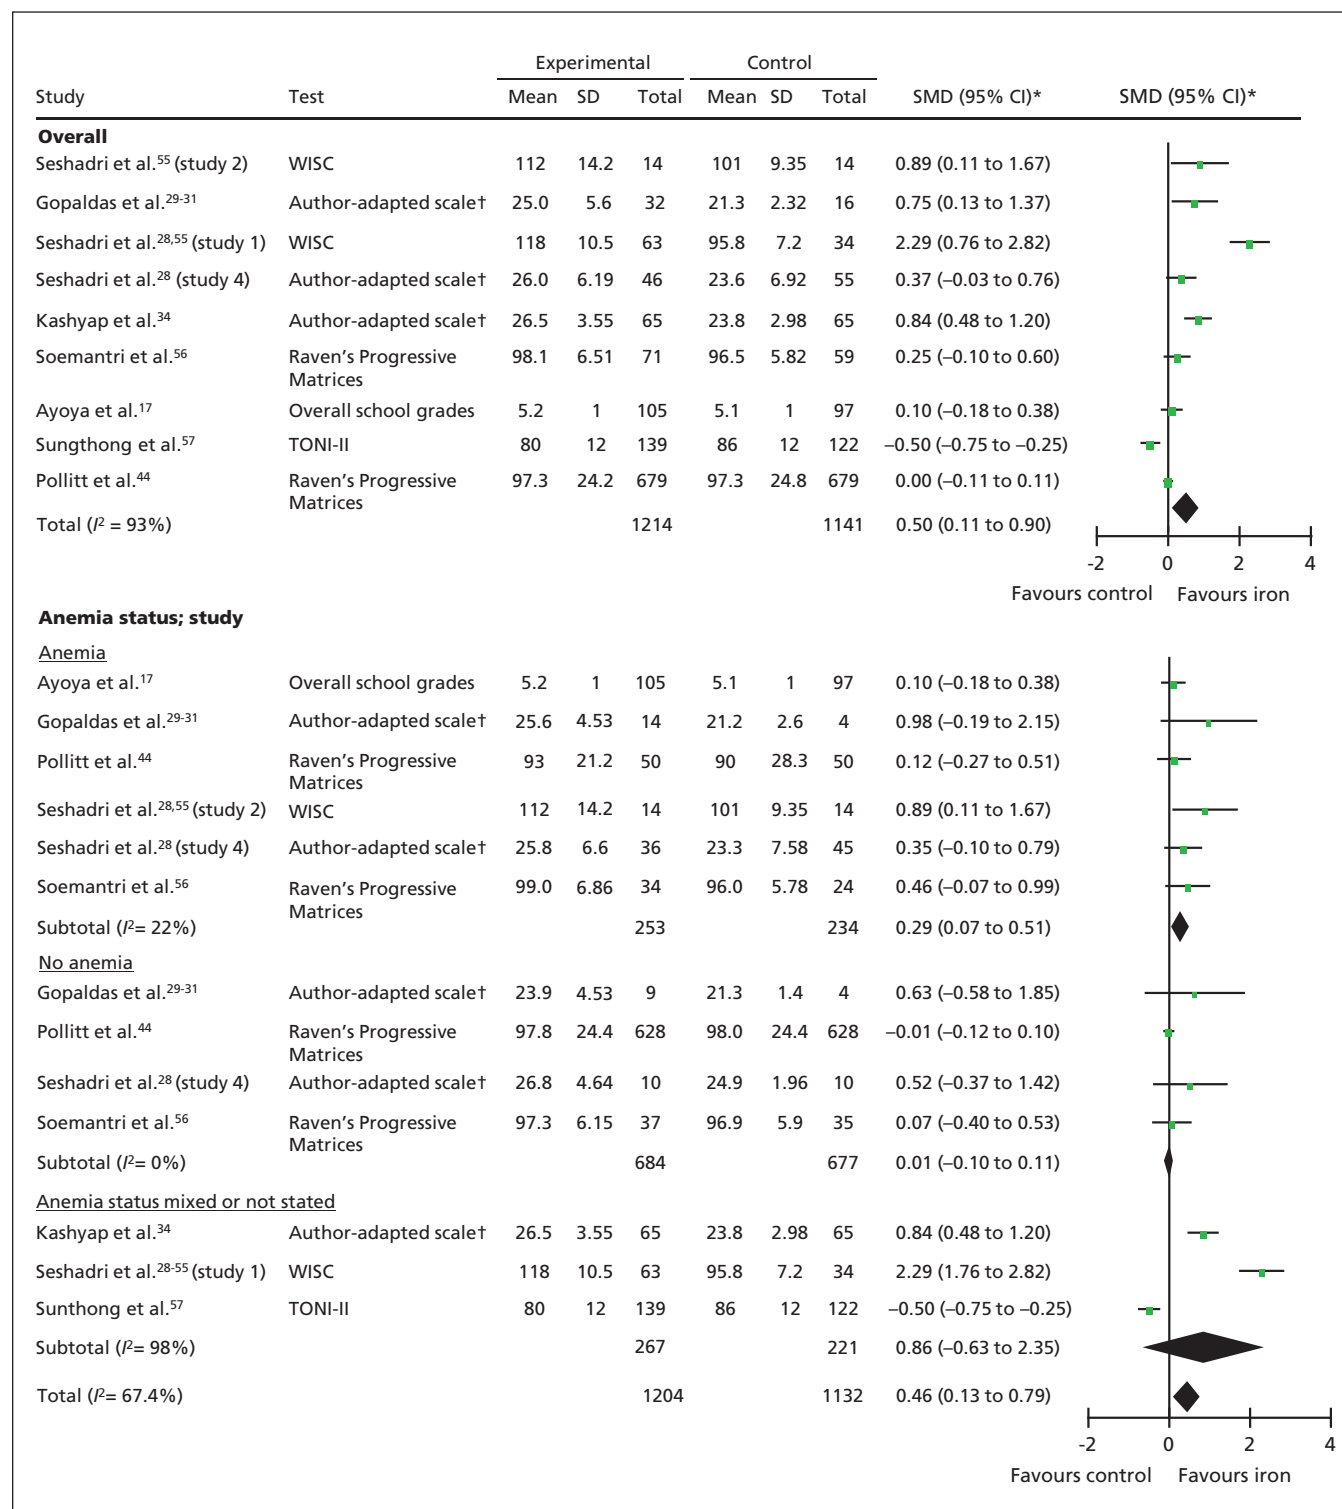 Experimental Control
Study Test Mean SD Total Mean SD Total SMD (95% CI)* SMD (95% CI)*
Overall
Seshadri et al.55 (study 2) WISC 112 14.2 14 101 9.35 14 0.89 (0.11 to 1.67)
Gopaldas et al.29-31 Author-adapted scale† 25.0 5.6 32 21.3 2.32 16 0.75 (0.13 to 1.37)
Seshadri et al.28,55 (study 1) WISC 118 10.5 63 95.8 7.2 34 2.29 (0.76 to 2.82)
Seshadri et al.28 (study 4) Author-adapted scale† 26.0 6.19 46 23.6 6.92 55 0.37 (–0.03 to 0.76)
Kashyap et al.34 Author-adapted scale† 26.5 3.55 65 23.8 2.98 65 0.84 (0.48 to 1.20)
Soemantri et al.56 Raven's Progressive 98.1 6.51 71 96.5 5.82 59 0.25 (–0.10 to 0.60)
Matrices
Ayoya et al.17 Overall school grades 5.2 1 105 5.1 1 97 0.10 (–0.18 to 0.38)
Sungthong et al.57 TONI-II 80 12 139 86 12 122 –0.50 (–0.75 to –0.25)
Pollitt et al.44 Raven's Progressive 97.3 24.2 679 97.3 24.8 679 0.00 (–0.11 to 0.11)
Matrices
Total (I2 = 93%) 1214 1141 0.50 (0.11 to 0.90)
-2 0 2 4
Favours control Favours iron
Anemia status; study
Anemia
Ayoya et al.17 Overall school grades 5.2 1 105 5.1 1 97 0.10 (–0.18 to 0.38)
Gopaldas et al.29-31 Author-adapted scale† 25.6 4.53 14 21.2 2.6 4 0.98 (–0.19 to 2.15)
Pollitt et al.44 Raven's Progressive 93 21.2 50 90 28.3 50 0.12 (–0.27 to 0.51)
Matrices
Seshadri et al.28,55 (study 2) WISC 112 14.2 14 101 9.35 14 0.89 (0.11 to 1.67)
Seshadri et al.28 (study 4) Author-adapted scale† 25.8 6.6 36 23.3 7.58 45 0.35 (–0.10 to 0.79)
Soemantri et al.56 Raven's Progressive 99.0 6.86 34 96.0 5.78 24 0.46 (–0.07 to 0.99)
Matrices
Subtotal (I2= 22%) 253 234 0.29 (0.07 to 0.51)
No anemia
Gopaldas et al.29-31 Author-adapted scale† 23.9 4.53 9 21.3 1.4 4 0.63 (–0.58 to 1.85)
Pollitt et al.44 Raven's Progressive 97.8 24.4 628 98.0 24.4 628 –0.01 (–0.12 to 0.10)
Matrices
Seshadri et al.28 (study 4) Author-adapted scale† 26.8 4.64 10 24.9 1.96 10 0.52 (–0.37 to 1.42)
Soemantri et al.56 Raven's Progressive 97.3 6.15 37 96.9 5.9 35 0.07 (–0.40 to 0.53)
Matrices
Subtotal (I2= 0%) 684 677 0.01 (–0.10 to 0.11)
Anemia status mixed or not stated
Kashyap et al.34 Author-adapted scale† 26.5 3.55 65 23.8 2.98 65 0.84 (0.48 to 1.20)
Seshadri et al.28-55 (study 1) WISC 118 10.5 63 95.8 7.2 34 2.29 (1.76 to 2.82)
Sunthong et al.57 TONI-II 80 12 139 86 12 122 –0.50 (–0.75 to –0.25)
Subtotal (I2= 98%) 267 221 0.86 (–0.63 to 2.35)
Total (I2= 67.4%) 1204 1132 0.46 (0.13 to 0.79)
-2 0 2 4
Favours control Favours iron